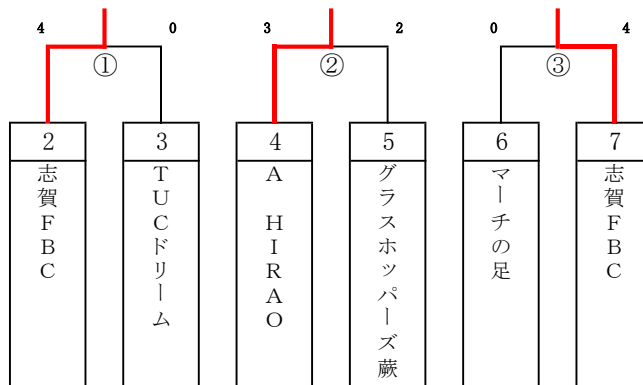 4 0 3 2 0 4
① ② ③
2 3 4 5 6 7
志賀FBC
TUCドリーム
A HIRAO
グラスホッパーズ蕨
マーチの足
志賀FBC